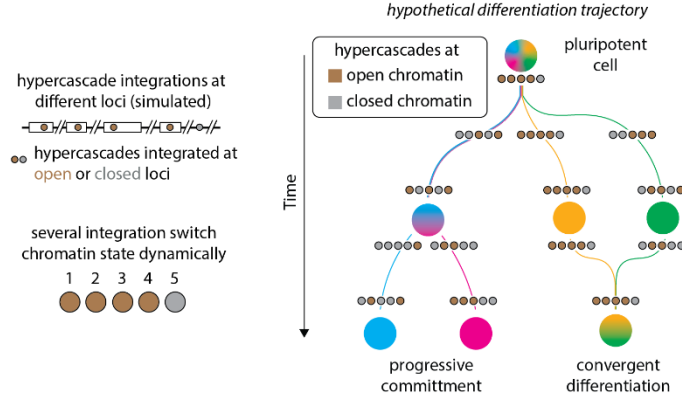 hypothetical differentiation trajectory
hypercascades at
open chromatin
closed chromatin
pluripotent
cell
hypercascade integrations at
different loci (simulated)
hypercascades integrated at
open or closed loci
several integration switch
chromatin state dynamically
1 2 3 4 5
Time
progressive
committment
convergent
differentiation